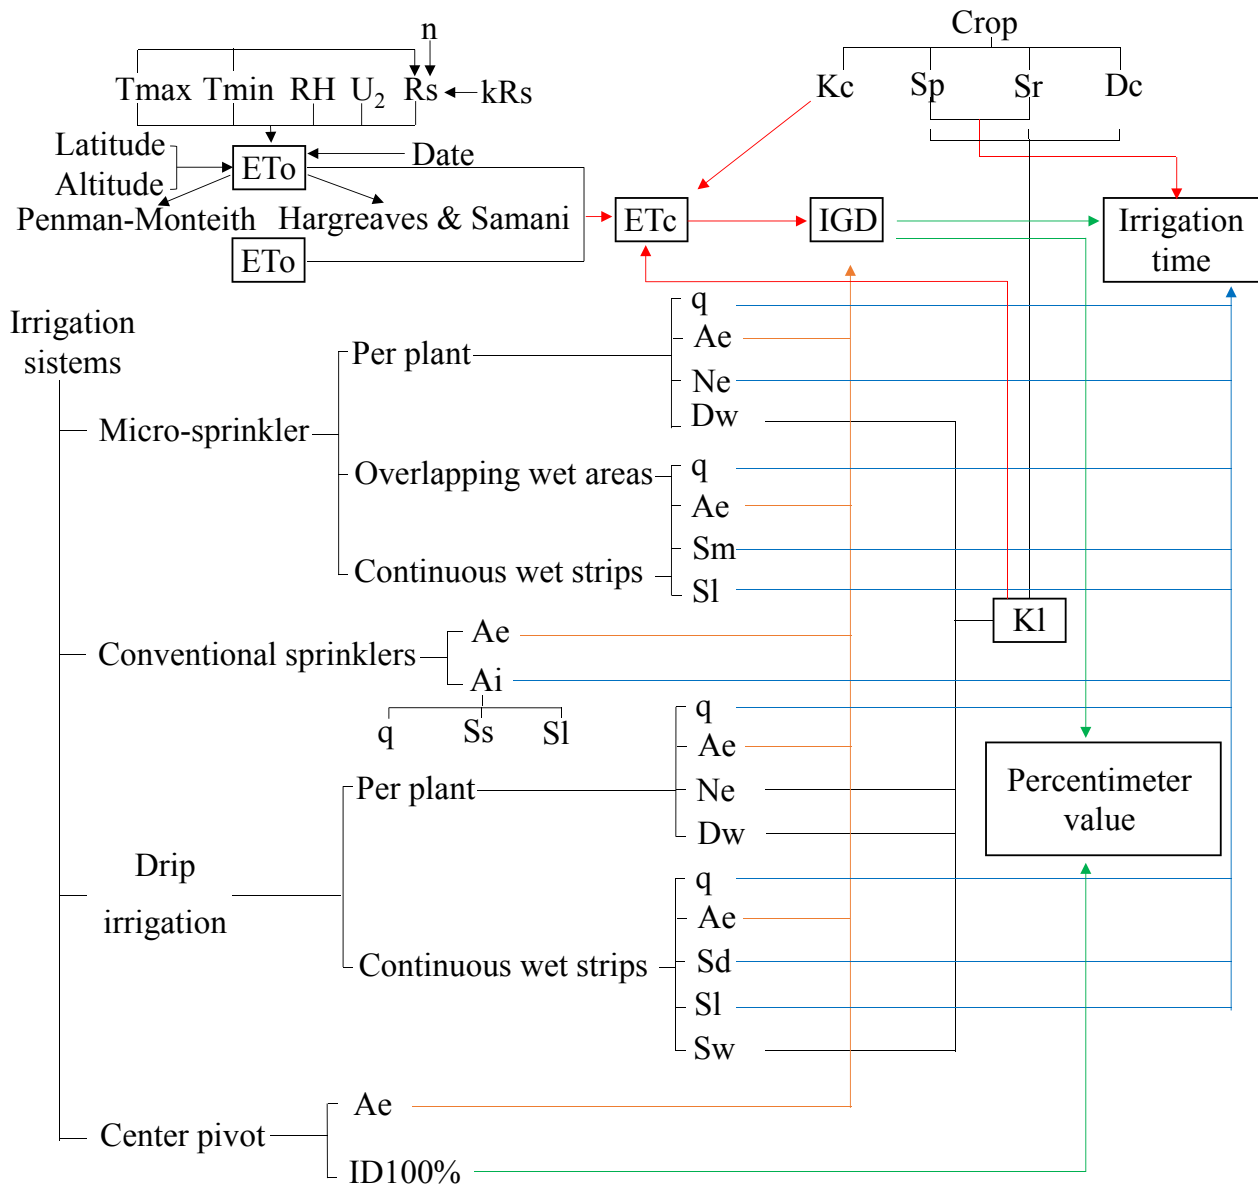 n
Crop
Tmax Tmin RH U₂ Rs kRs
Kc Sp Sr Dc
Latitude
Altitude
ETo
Date
Penman-Monteith
Hargreaves & Samani
ETo
ETc
IGD
Irrigation
time
Irrigation
sistems
Micro-sprinkler
Per plant
q
Ae
Ne
Dw
Overlapping wet areas
Continuous wet strips
q
Ae
Sm
Sl
Kl
Conventional sprinklers
Ae
Ai
q Ss Sl
Drip
irrigation
Per plant
q
Ae
Ne
Dw
Percentimeter
value
Continuous wet strips
q
Ae
Sd
Sl
Sw
Center pivot
Ae
ID100%